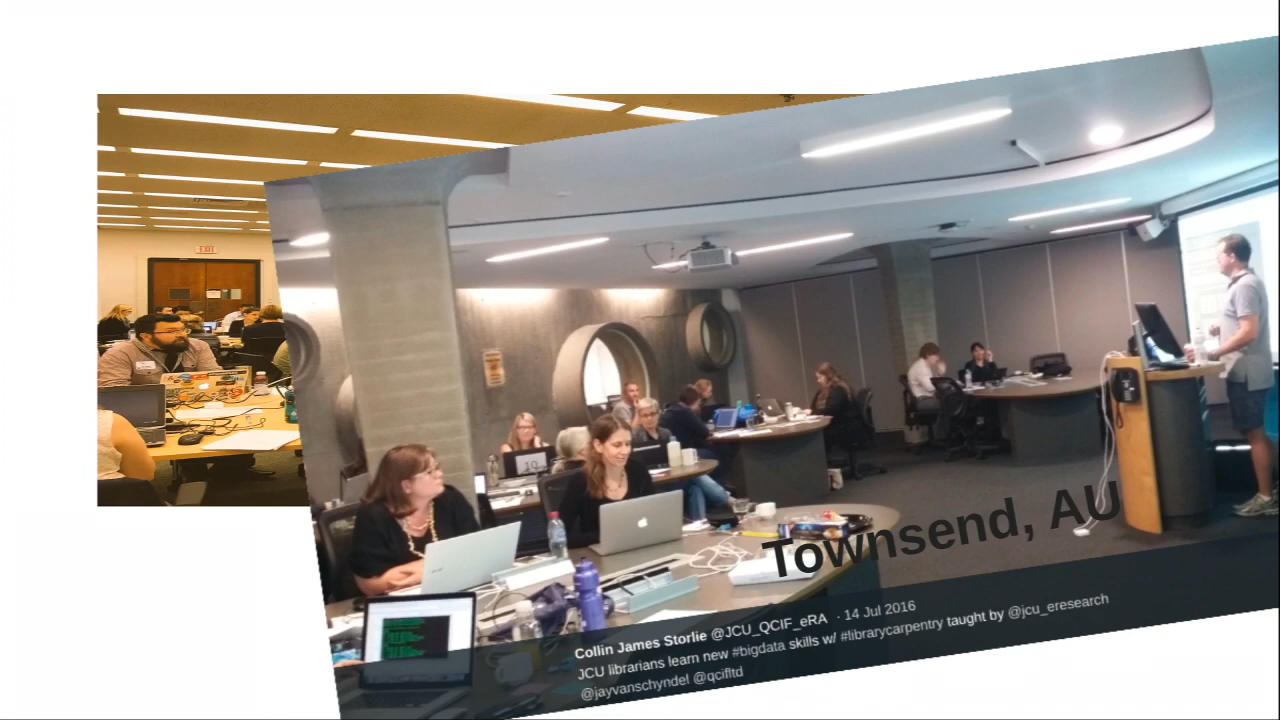 EXIT
Townsend, AU
Collin James Storlie @JCU_QCIF_eRA · 14 Jul 2016
JCU librarians learn new #bigdata skills w/ #librarycarpentry taught by @jcu_eresearch
@jayvanschyndel @qcifltd